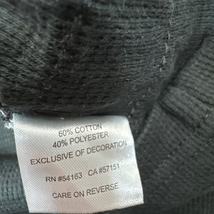 60% COTTON
40% POLYESTER
EXCLUSIVE OF DECORATION
RN #54163 CA #57151
CARE ON REVERSE